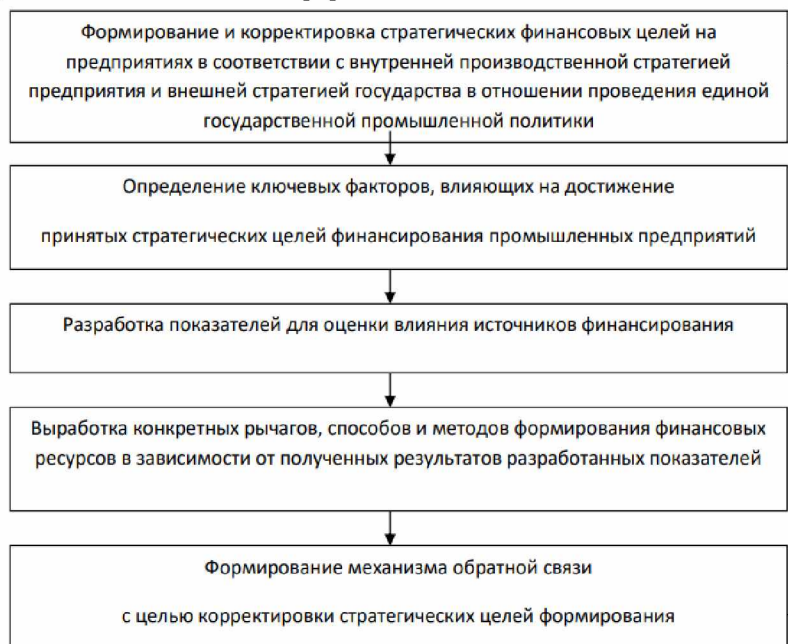 Формирование и корректировка стратегических финансовых целей на
предприятиях в соответствии с внутренней производственной стратегией
предприятия и внешней стратегией государства в отношении проведения единой
государственной промышленной политики
Определение ключевых факторов, влияющих на достижение
принятых стратегических целей финансирования промышленных предприятий
Разработка показателей для оценки влияния источников финансирования
Выработка конкретных рычагов, способов и методов формирования финансовых
ресурсов в зависимости от полученных результатов разработанных показателей
Формирование механизма обратной связи
с целью корректировки стратегических целей формирования